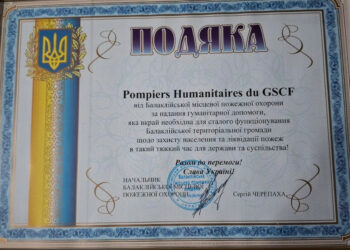 ПОДЯКА
Pompiers Humanitaires du GSCF
від Балаклійської місцевої пожежної охорони
за надання гуманітарної допомоги,
яка вкрай необхідна для сталого функціонування
Балаклійської територіальної громади
щодо захисту населення та ліквідації пожеж
в такий тяжкий час для держави та суспільства!
Разом до перемоги!
Слава Україні!
НАЧАЛЬНИК
БАЛАКЛІЙСЬКОЇ МІСЦЕВОЇ
ПОЖЕЖНОЇ ОХОРОНИ Сергій ЧЕРЕПАХА